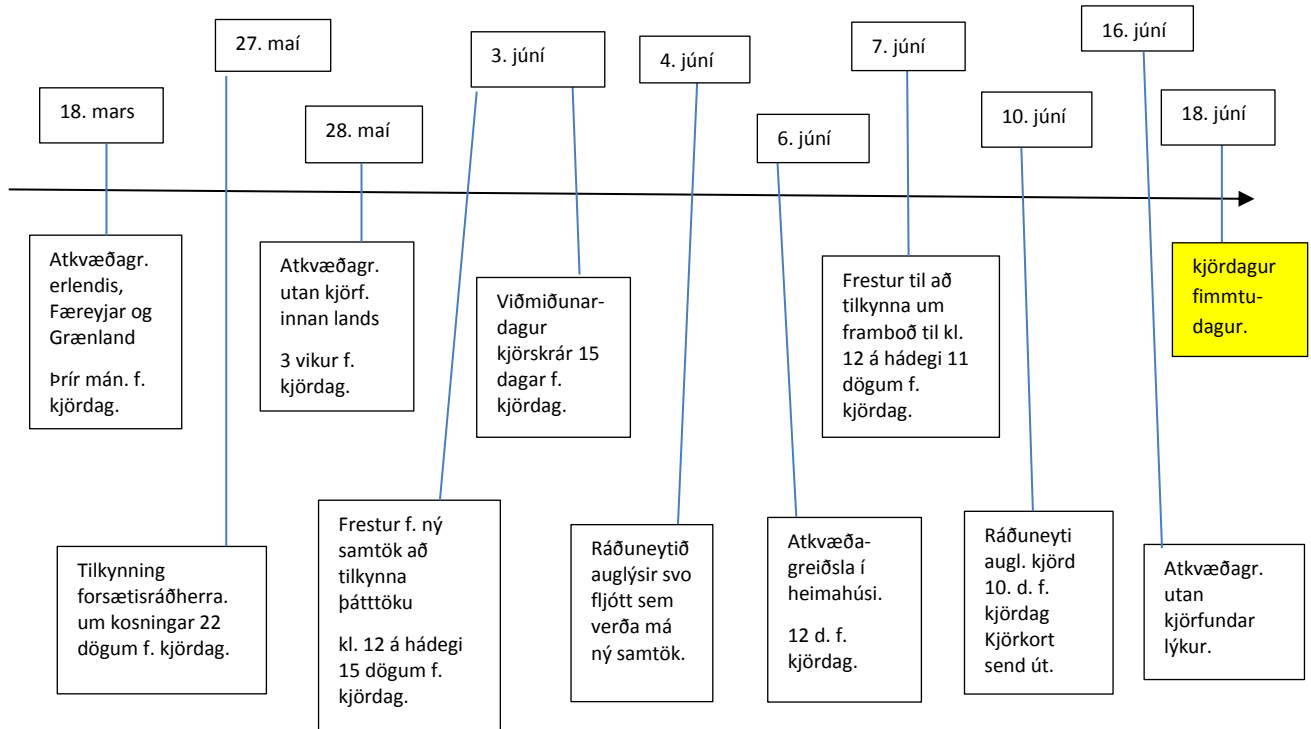 27. maí
16. júní
3. júní
4. júní
7. júní
18. mars
28. maí
6. júní
10. júní
18. júní
Atkvæðagr.
erlendis,
Færeyjar og
Grænland
Þrír mán. f.
kjördag.
Atkvæðagr.
utan kjörf.
innan lands
3 vikur f.
kjördag.
Viðmiðunar-
dagur
kjörskrár 15
dagar f.
kjördag.
Frestur til að
tilkynna um
framboð til kl.
12 á hádegi 11
dögum f.
kjördag.
kjördagur
fimmtu-
dagur.
Tilkynning
forsætisráðherra.
um kosningar 22
dögum f. kjördag.
Frestur f. ný
samtök að
tilkynna
þátttöku
kl. 12 á hádegi
15 dögum f.
kjördag.
Ráðuneytið
auglýsir svo
fljótt sem
verða má
ný samtök.
Atkvæða-
greiðsla í
heimahúsi.
12 d. f.
kjördag.
Ráðuneyti
augl. kjörd
10. d. f.
kjördag
Kjörkort
send út.
Atkvæðagr.
utan
kjörfundar
lýkur.